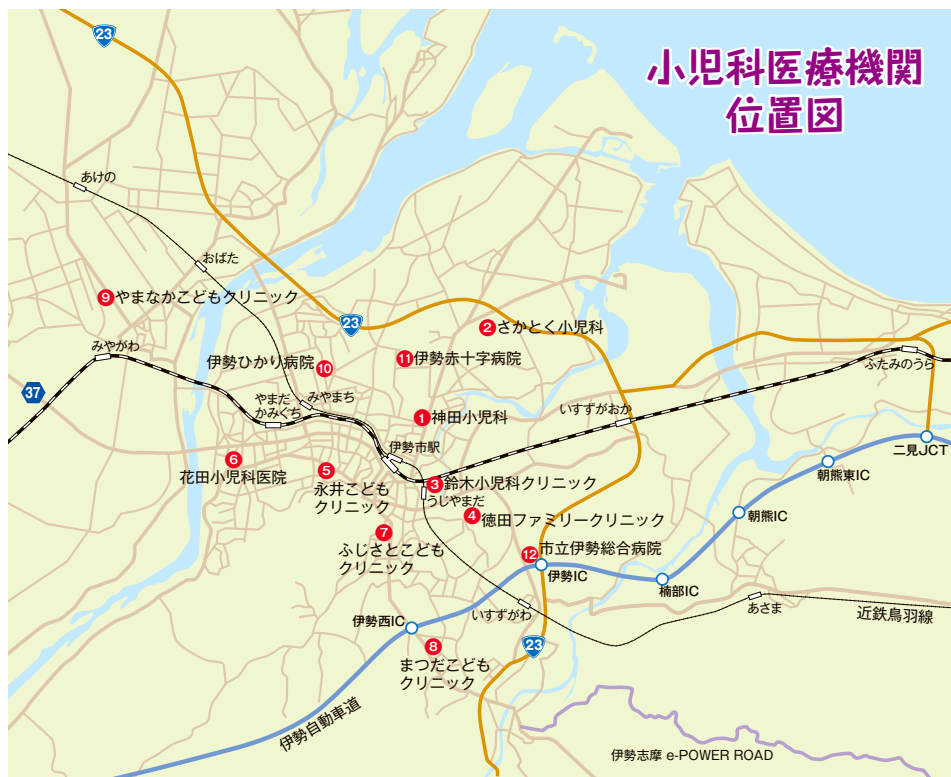 小児科医療機関
位置図
23
あけの
おばた
9 やまなかこどもクリニック
23
2 さかとく小児科
みやがわ
伊勢ひかり病院
10
11 伊勢赤十字病院
ふたみのうら
37
やまだ
かみぐち
みやまち
1 神田小児科
いすずがおか
伊勢市駅
二見JCT
6
花田小児科医院
5
永井こども
クリニック
3 鈴木小児科クリニック
うじやまだ
朝熊東IC
4 徳田ファミリークリニック
朝熊IC
7
ふじさとこども
クリニック
12 市立伊勢総合病院
伊勢IC
楠部IC
あさま
いすずがわ
近鉄鳥羽線
伊勢西IC
8
まつだこども
クリニック
23
伊勢自動車道
伊勢志摩 e-POWER ROAD